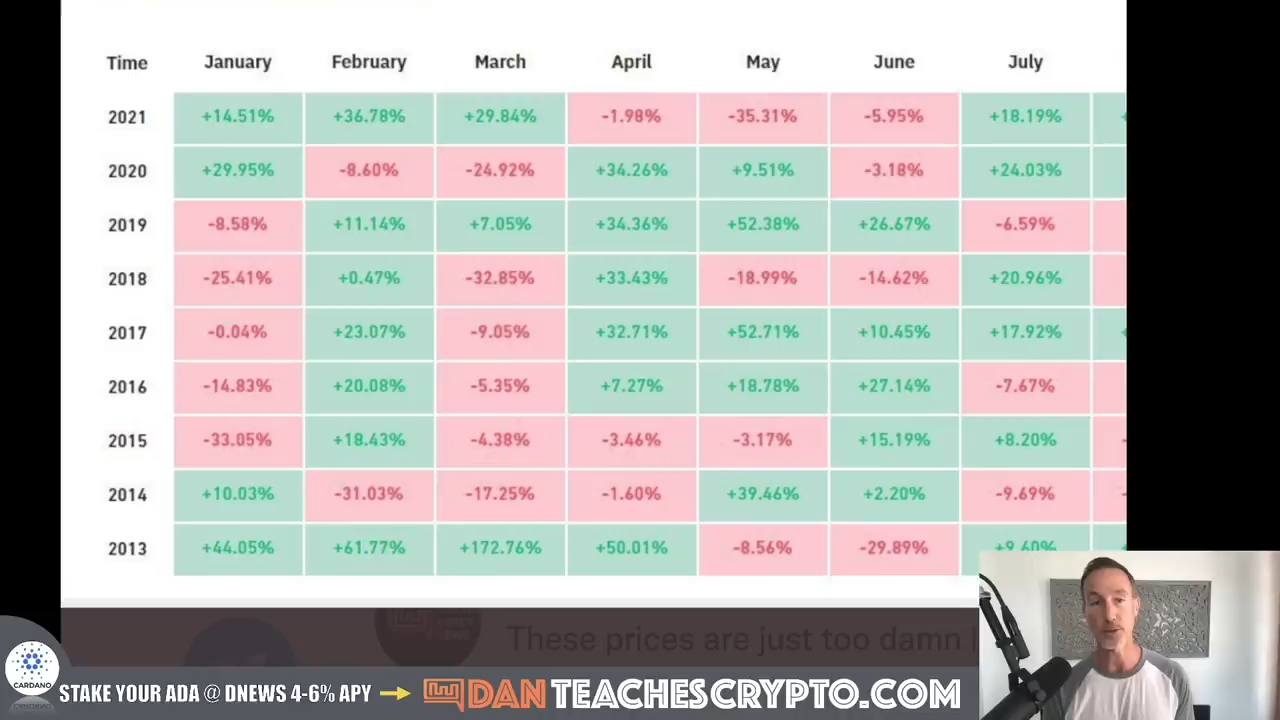 Time January February March April May June July
2021 +14.51% +36.78% +29.84% -1.98% -35.31% -5.95% +18.19%
2020 +29.95% -8.60% -24.92% +34.26% +9.51% -3.18% +24.03%
2019 -8.58% +11.14% +7.05% +34.36% +52.38% +26.67% -6.59%
2018 -25.41% +0.47% -32.85% +33.43% -18.99% -14.62% +20.96%
2017 -0.04% +23.07% -9.05% +32.71% +52.71% +10.45% +17.92%
2016 -14.83% +20.08% -5.35% +7.27% +18.78% +27.14% -7.67%
2015 -33.05% +18.43% -4.38% -3.46% -3.17% +15.19% +8.20%
2014 +10.03% -31.03% -17.25% -1.60% +39.46% +2.20% -9.69%
2013 +44.05% +61.77% +172.76% +50.01% -8.56% -29.89% +9.60%
These prices are just too damn
CARDANO
STAKE YOUR ADA @ DNEWS 4-6% APY
DANTEACHESCRYPTO.COM